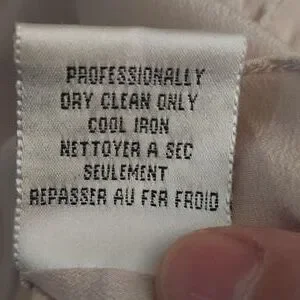 PROFESSIONALLY
DRY CLEAN ONLY
COOL IRON
NETTOYER A SEC
SEULEMENT
REPASSER AU FER FROID